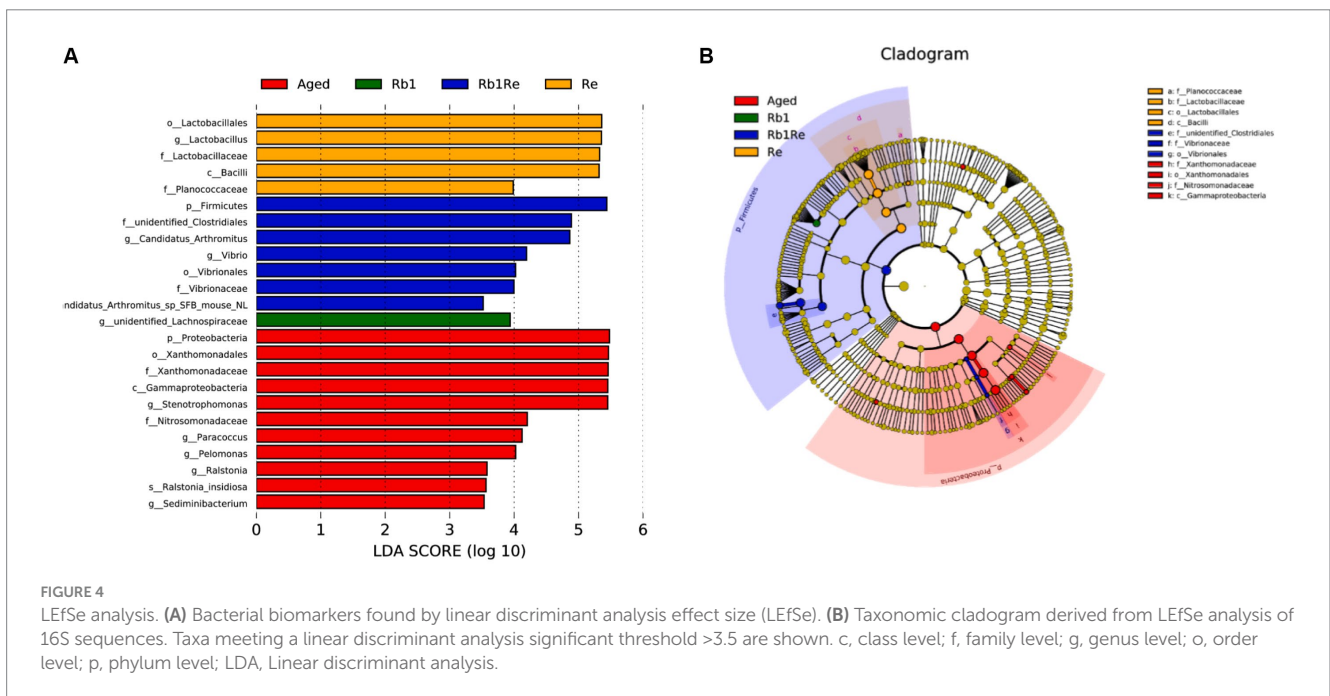 A
Aged Rb1 Rb1Re Re
o__Lactobacillales
g__Lactobacillus
f__Lactobacillaceae
c__Bacilli
f__Planococcaceae
p__Firmicutes
f__unidentified_Clostridiales
g__Candidatus_Arthromitus
g__Vibrio
o__Vibrionales
f__Vibrionaceae
ndidatus_Arthromitus_sp_SFB_mouse_NL
g__unidentified_Lachnospiraceae
p__Proteobacteria
o__Xanthomonadales
f__Xanthomonadaceae
c__Gammaproteobacteria
g__Stenotrophomonas
f__Nitrosomonadaceae
g__Paracoccus
g__Pelomonas
g__Ralstonia
s__Ralstonia_insidiosa
g__Sediminibacterium
0 1 2 3 4 5 6
LDA SCORE (log 10)
B
Cladogram
Aged
Rb1
Rb1Re
Re
a: f__Planococcaceae
b: f__Lactobacillaceae
c: o__Lactobacillales
d: c__Bacilli
e: f__unidentified_Clostridiales
f: f__Vibrionaceae
g: o__Vibrionales
h: f__Xanthomonadaceae
i: o__Xanthomonadales
j: f__Nitrosomonadaceae
k: c__Gammaproteobacteria
p__Firmicutes
d
c
b
a
e
h
i
k
p__Proteobacteria
FIGURE 4
LEfSe analysis. (A) Bacterial biomarkers found by linear discriminant analysis effect size (LEfSe). (B) Taxonomic cladogram derived from LEfSe analysis of
16S sequences. Taxa meeting a linear discriminant analysis significant threshold >3.5 are shown. c, class level; f, family level; g, genus level; o, order
level; p, phylum level; LDA, Linear discriminant analysis.